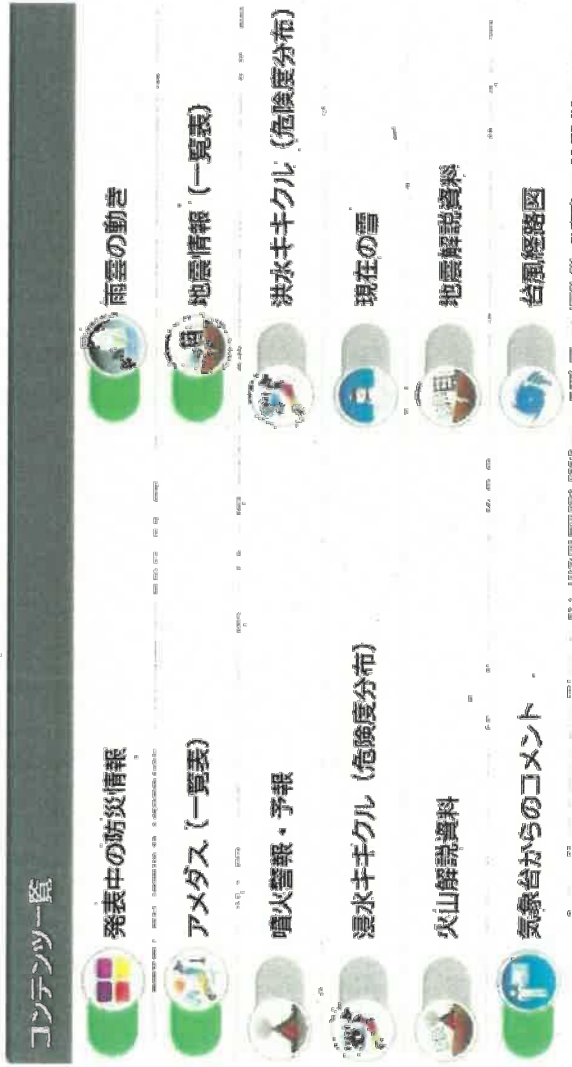 コンテンツ一覧
発表中の防災情報
雨雲の動き
アメダス（一覧表）
地震情報（一覧表）
噴火警報・予報
洪水キキクル（危険度分布）
浸水キキクル（危険度分布）
現在の雪
火山解説資料
地震解説資料
気象台からのコメント
台風経路図